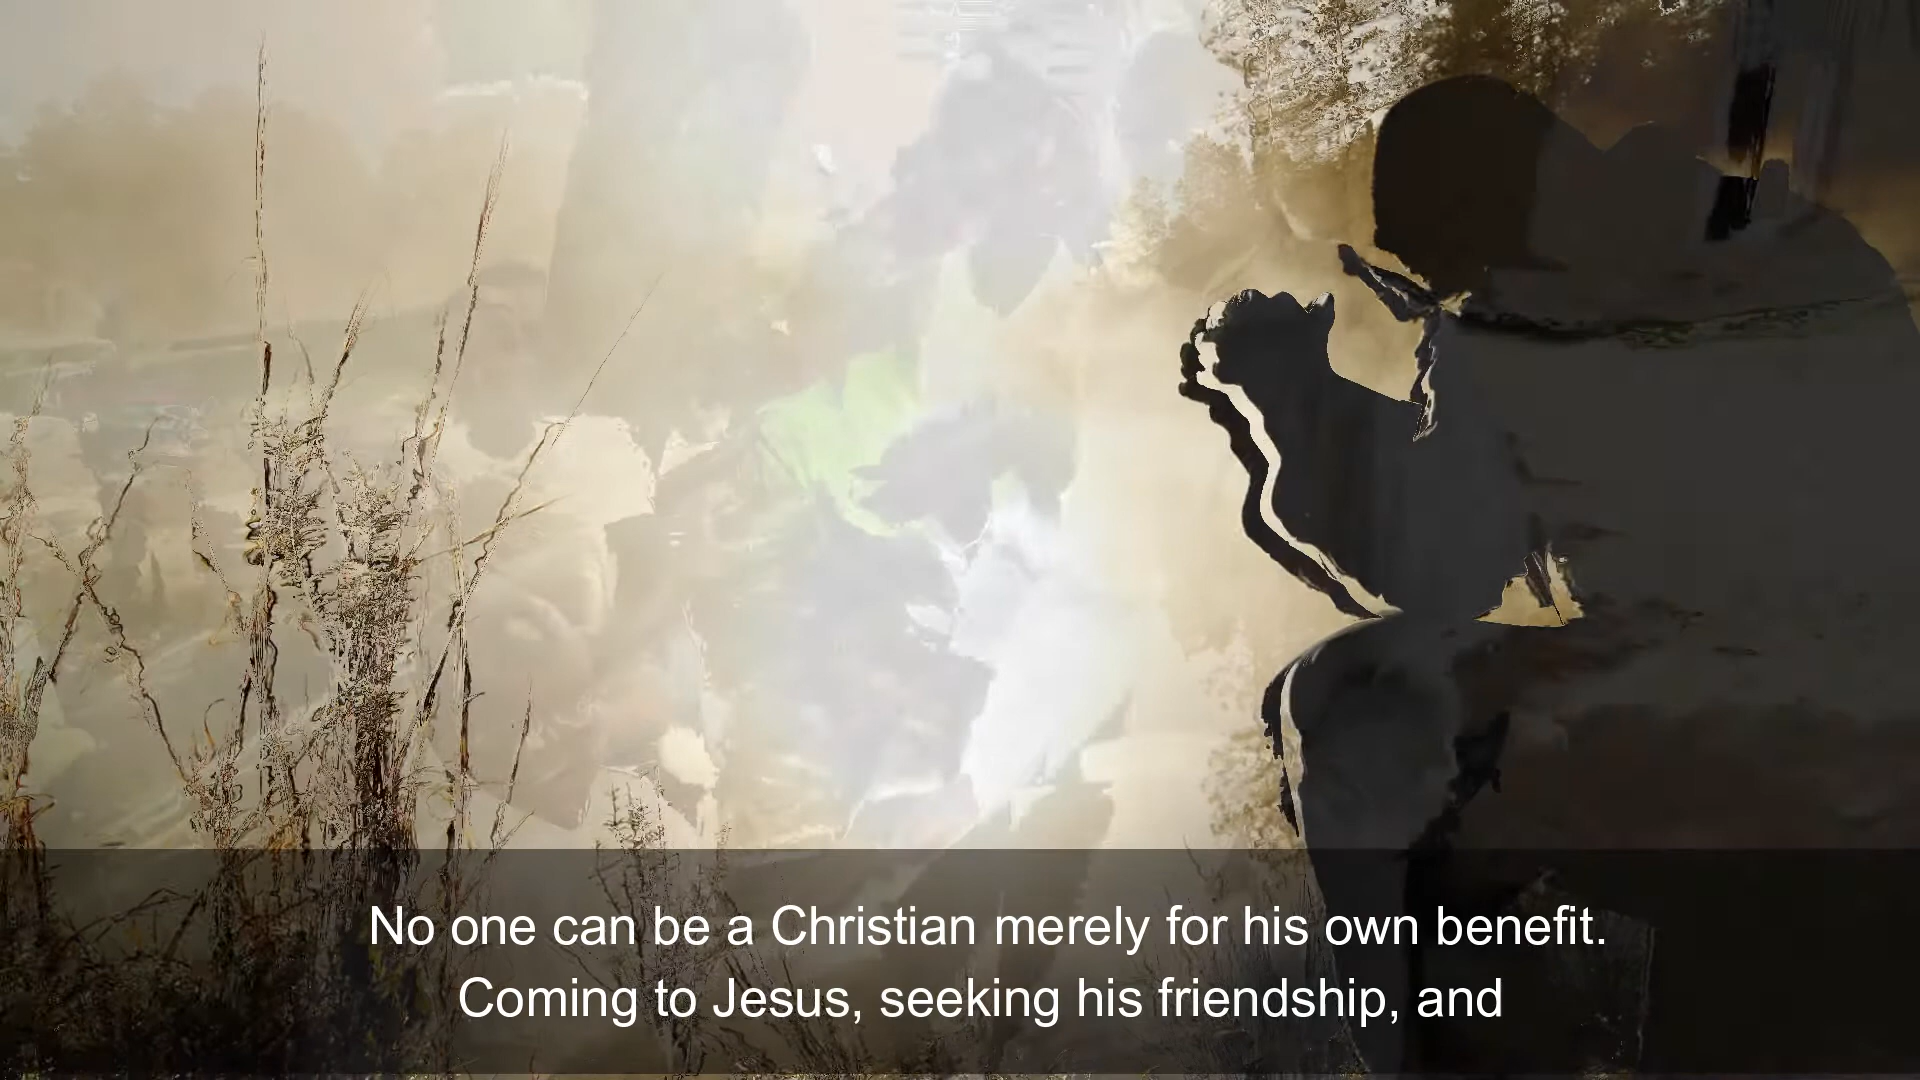 No one can be a Christian merely for his own benefit.
Coming to Jesus, seeking his friendship, and